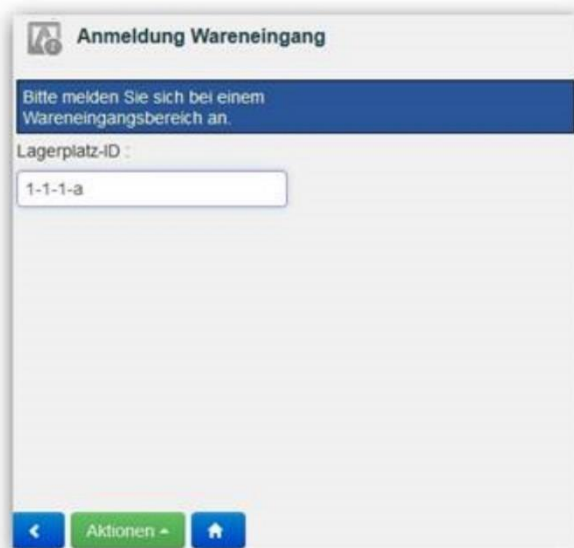 Anmeldung Wareneingang
Bitte melden Sie sich bei einem
Wareneingangsbereich an.
Lagerplatz-ID :
1-1-1-a
Aktionen